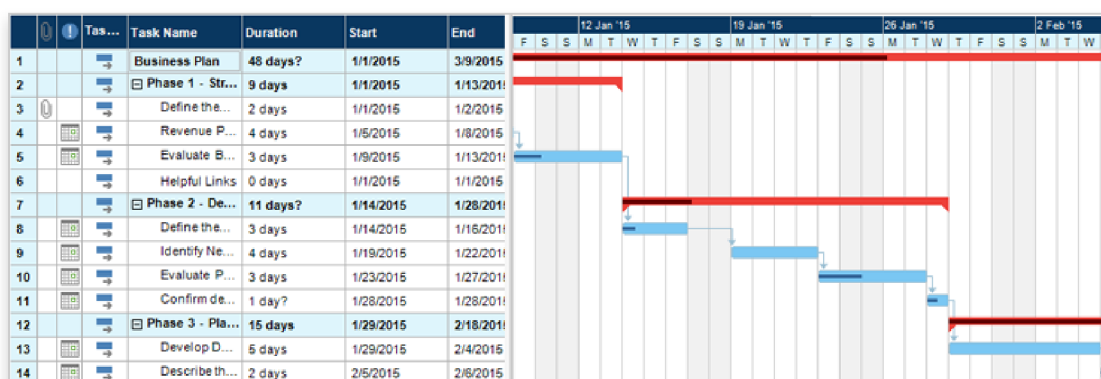 12 Jan '15 19 Jan '15 26 Jan '15 2 Feb '15
Tas... Task Name Duration Start End
F S S M T W T F S S M T W T F S S M T W T F S S M T W
1 Business Plan 48 days? 1/1/2015 3/9/2015
2 Phase 1 - Str... 9 days 1/1/2015 1/13/201
3 Define the... 2 days 1/1/2015 1/2/2015
4 Revenue P... 4 days 1/5/2015 1/8/2015
5 Evaluate B... 3 days 1/9/2015 1/13/201
6 Helpful Links 0 days 1/1/2015 1/1/2015
7 Phase 2 - De... 11 days? 1/14/2015 1/28/201
8 Define the... 3 days 1/14/2015 1/16/201
9 Identify Ne... 4 days 1/19/2015 1/22/201
10 Evaluate P... 3 days 1/23/2015 1/27/201
11 Confirm de... 1 day? 1/28/2015 1/28/201
12 Phase 3 - Pla... 15 days 1/29/2015 2/18/201
13 Develop D... 5 days 1/29/2015 2/4/2015
14 Describe th... 2 days 2/5/2015 2/6/2015